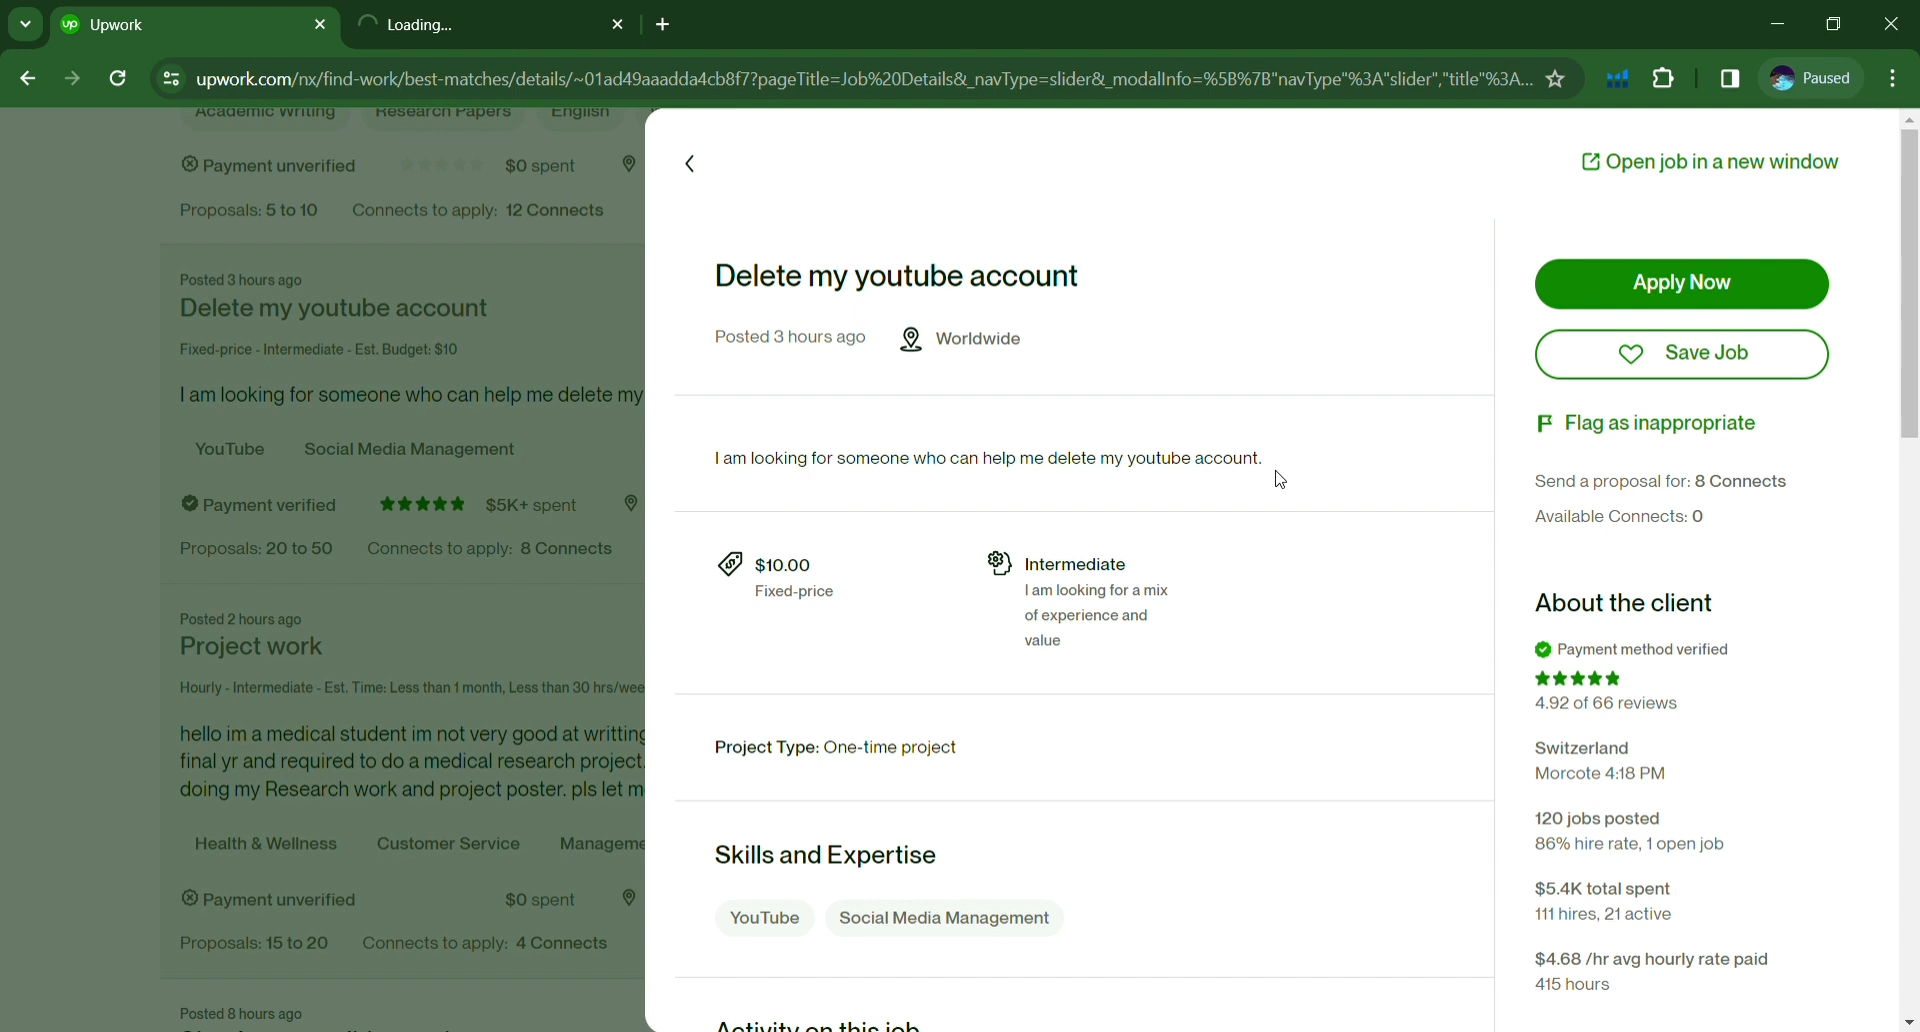 Upwork
Loading...
upwork.com/nx/find-work/best-matches/details/~01ad49aaadda4cb8f7?pageTitle=Job%20Details&_navType=slider&_modalInfo=%5B%7B"navType"%3A"slider","title"%3A...
Paused
Academic Writing Research Papers English
Payment unverified $0 spent
Proposals: 5 to 10 Connects to apply: 12 Connects
Posted 3 hours ago
Delete my youtube account
Fixed-price - Intermediate - Est. Budget: $10
I am looking for someone who can help me delete my
YouTube Social Media Management
Payment verified $5K+ spent
Proposals: 20 to 50 Connects to apply: 8 Connects
Posted 2 hours ago
Project work
Hourly - Intermediate - Est. Time: Less than 1 month, Less than 30 hrs/wee
hello im a medical student im not very good at writting
final yr and required to do a medical research project.
doing my Research work and project poster. pls let m
Health & Wellness Customer Service Manageme
Payment unverified $0 spent
Proposals: 15 to 20 Connects to apply: 4 Connects
Posted 8 hours ago
Open job in a new window
Delete my youtube account
Posted 3 hours ago Worldwide
I am looking for someone who can help me delete my youtube account.
$10.00
Fixed-price
Intermediate
I am looking for a mix
of experience and
value
Project Type: One-time project
Skills and Expertise
YouTube Social Media Management
Activity on this job
Apply Now
Save Job
Flag as inappropriate
Send a proposal for: 8 Connects
Available Connects: 0
About the client
Payment method verified
4.92 of 66 reviews
Switzerland
Morcote 4:18 PM
120 jobs posted
86% hire rate, 1 open job
$5.4K total spent
111 hires, 21 active
$4.68 /hr avg hourly rate paid
415 hours